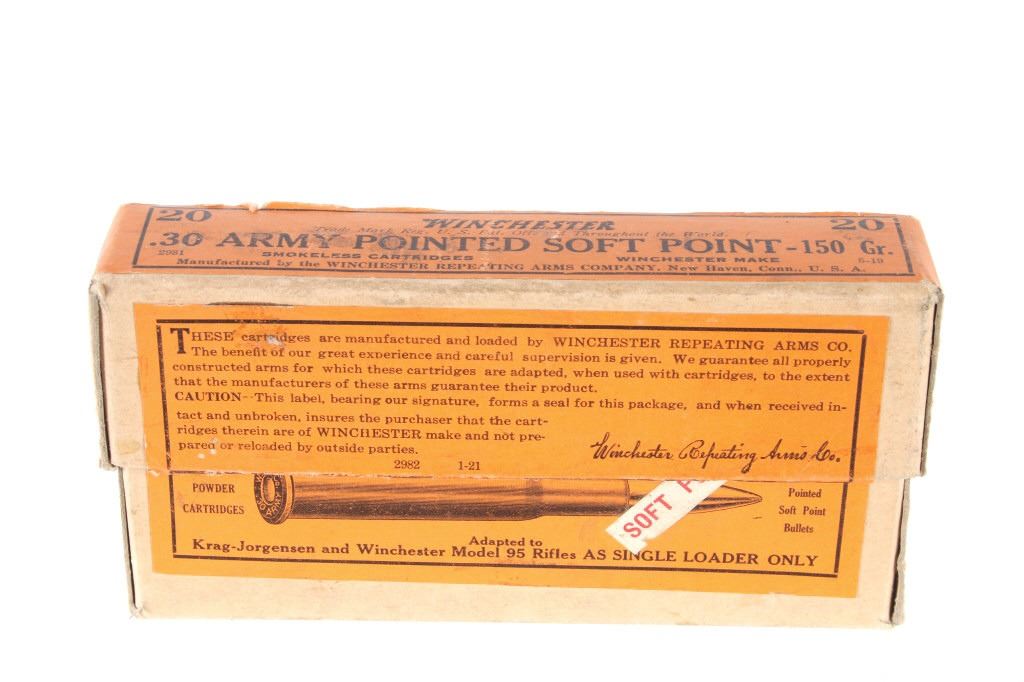 20 WINCHESTER 20
Trade Mark Reg. U. S. Pat. Off. and Throughout the World.
.30 ARMY POINTED SOFT POINT-150 Gr.
2981 SMOKELESS CARTRIDGES WINCHESTER MAKE
Manufactured by the WINCHESTER REPEATING ARMS COMPANY, New Haven, Conn., U. S. A.
THESE cartridges are manufactured and loaded by WINCHESTER REPEATING ARMS CO.
The benefit of our great experience and careful supervision is given. We guarantee all properly
constructed arms for which these cartridges are adapted, when used with cartridges, to the extent
that the manufacturers of these arms guarantee their product.
CAUTION--This label, bearing our signature, forms a seal for this package, and when received in-
tact and unbroken, insures the purchaser that the cart-
ridges therein are of WINCHESTER make and not pre-
pared or reloaded by outside parties.
Winchester Repeating Arms Co.
2982 1-21
POWDER
CARTRIDGES
SOFT P
Pointed
Soft Point
Bullets
Adapted to
Krag-Jorgensen and Winchester Model 95 Rifles AS SINGLE LOADER ONLY